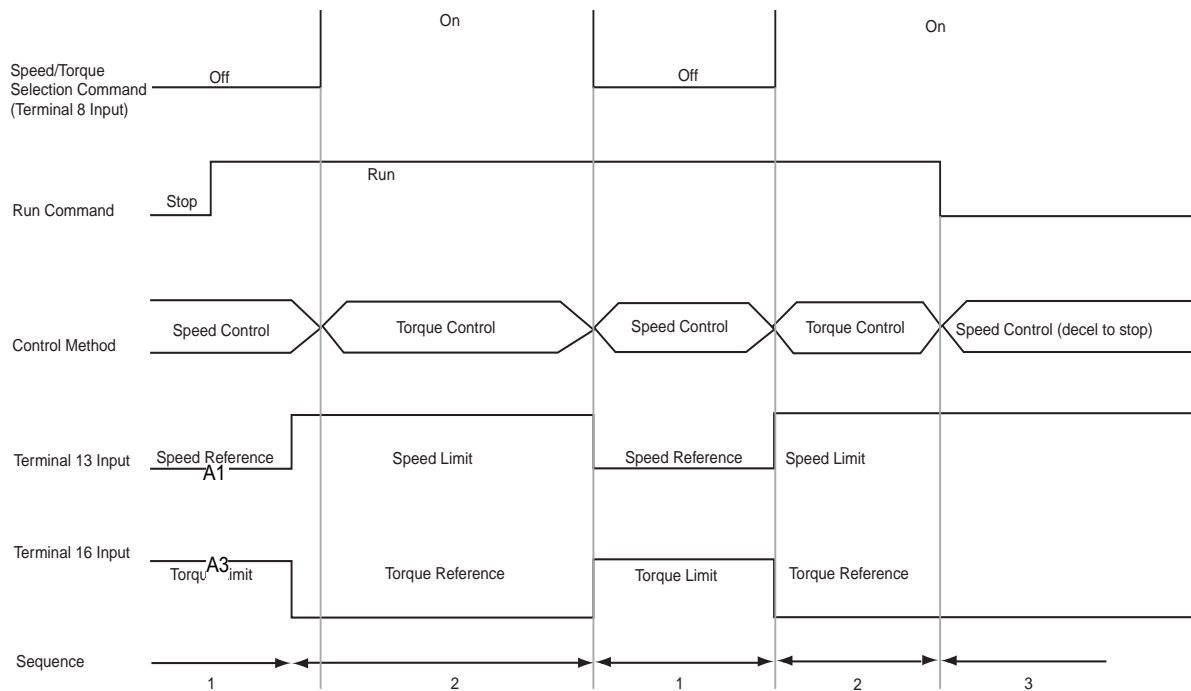 On
On
Speed/Torque
Selection Command
(Terminal 8 Input)
Off
Off
Run
Stop
Run Command
Control Method
Speed Control
Torque Control
Speed Control
Torque Control
Speed Control (decel to stop)
Terminal 13 Input
Speed Reference
A1
Speed Limit
Speed Reference
Speed Limit
Terminal 16 Input
A3
Torque Reference
Torque Limit
Torque Reference
Sequence
1
2
1
2
3